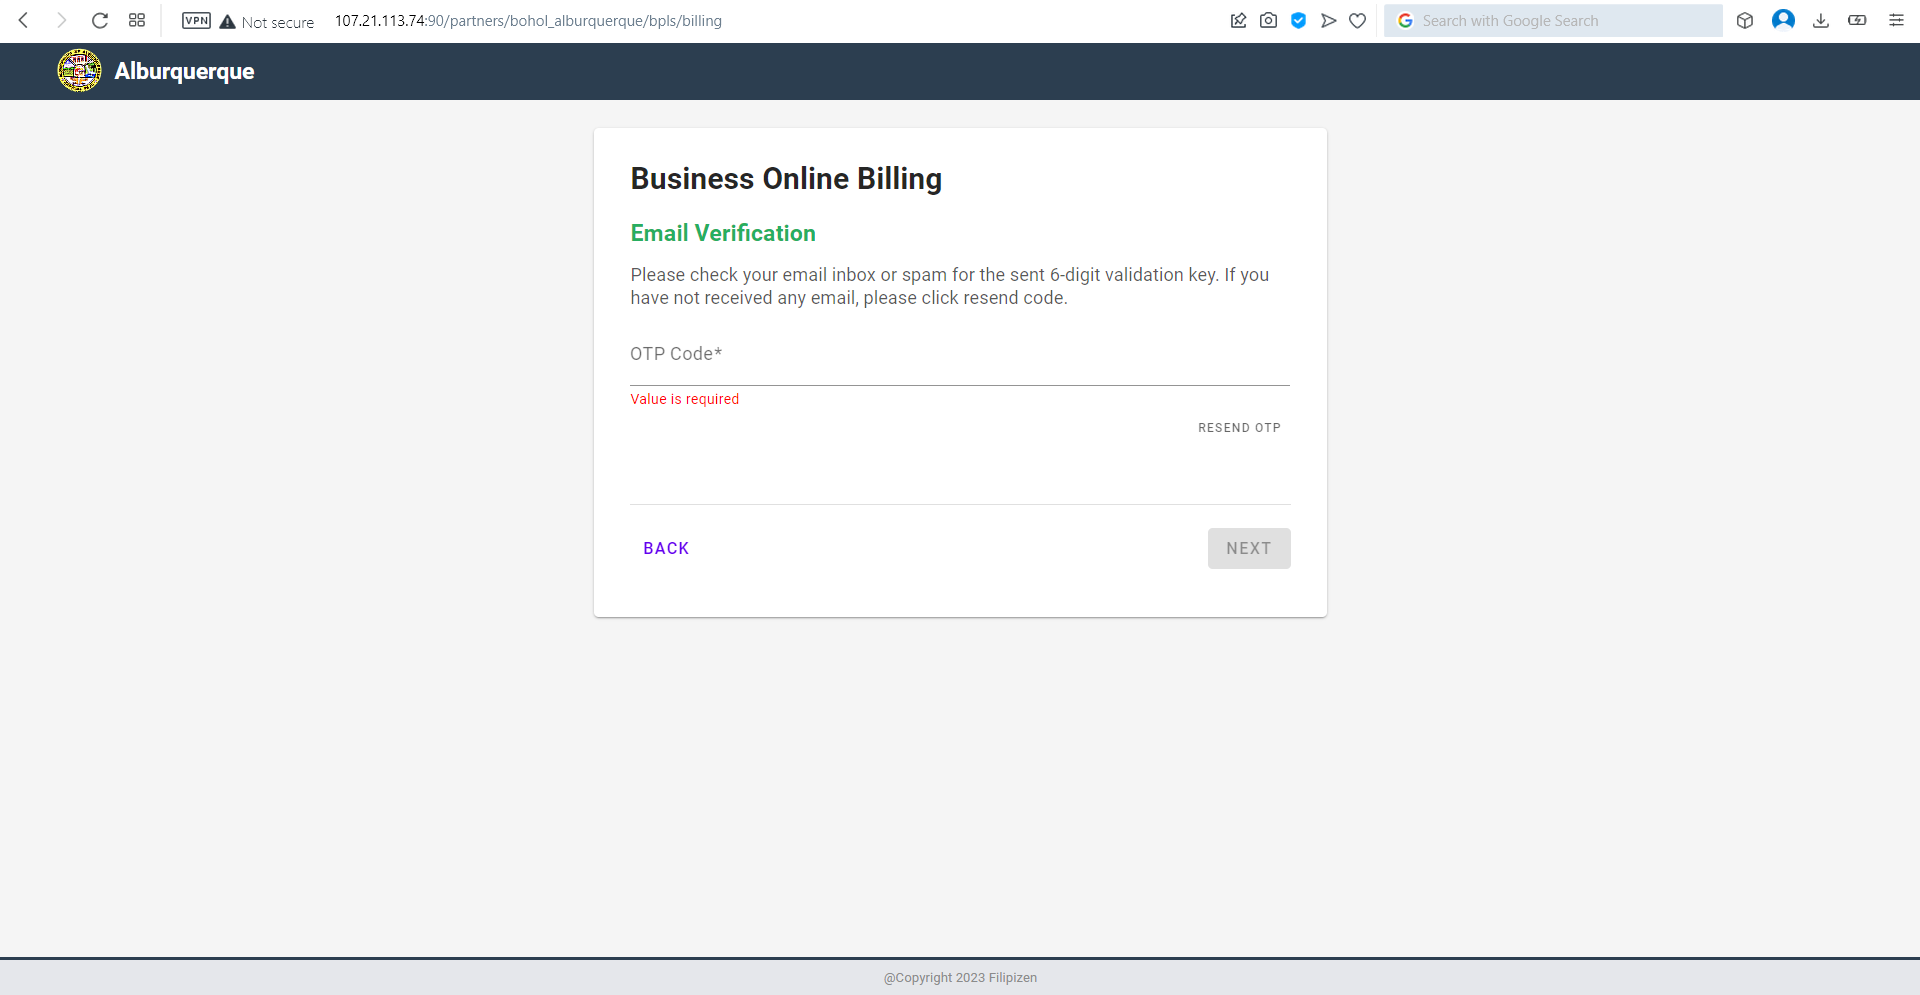 VPN
Not secure
107.21.113.74:90/partners/bohol_alburquerque/bpls/billing
Search with Google Search
Alburquerque
Business Online Billing
Email Verification
Please check your email inbox or spam for the sent 6-digit validation key. If you
have not received any email, please click resend code.
OTP Code*
Value is required
RESEND OTP
BACK
NEXT
@Copyright 2023 Filipizen